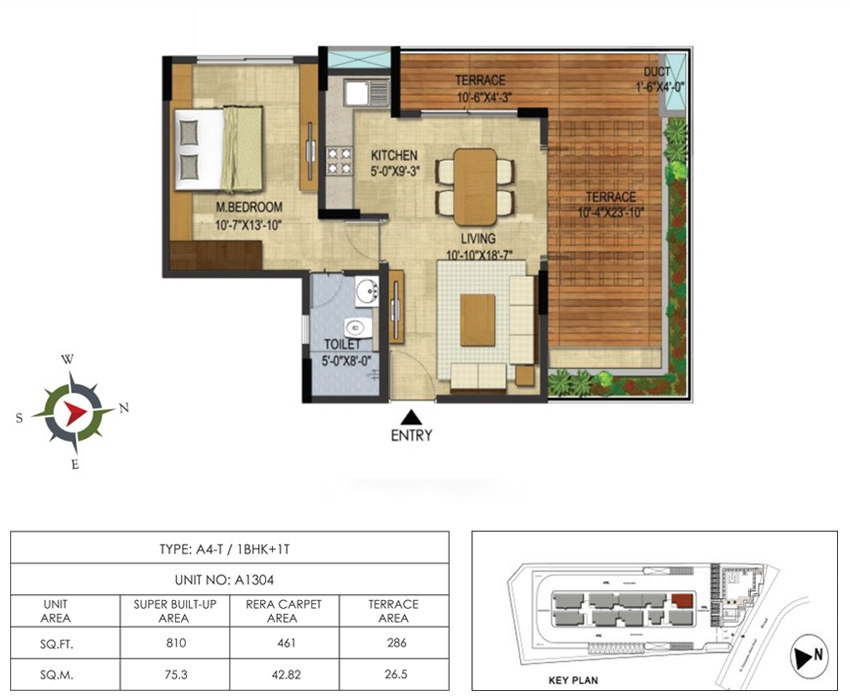 TERRACE
10'-6"X4'-3"
DUCT
1'-6"X4'-0"
KITCHEN
5'-0"X9'-3"
M.BEDROOM
10'-7"X13'-10"
TERRACE
10'-4"X23'-10"
LIVING
10'-10"X18'-7"
TOILET
5'-0"X8'-0"
ENTRY
W
S
N
E
TYPE: A4-T / 1BHK+1T
UNIT NO: A1304
UNIT AREA
SUPER BUILT-UP AREA
RERA CARPET AREA
TERRACE AREA
SQ.FT. 810 461 286
SQ.M. 75.3 42.82 26.5
N
KEY PLAN